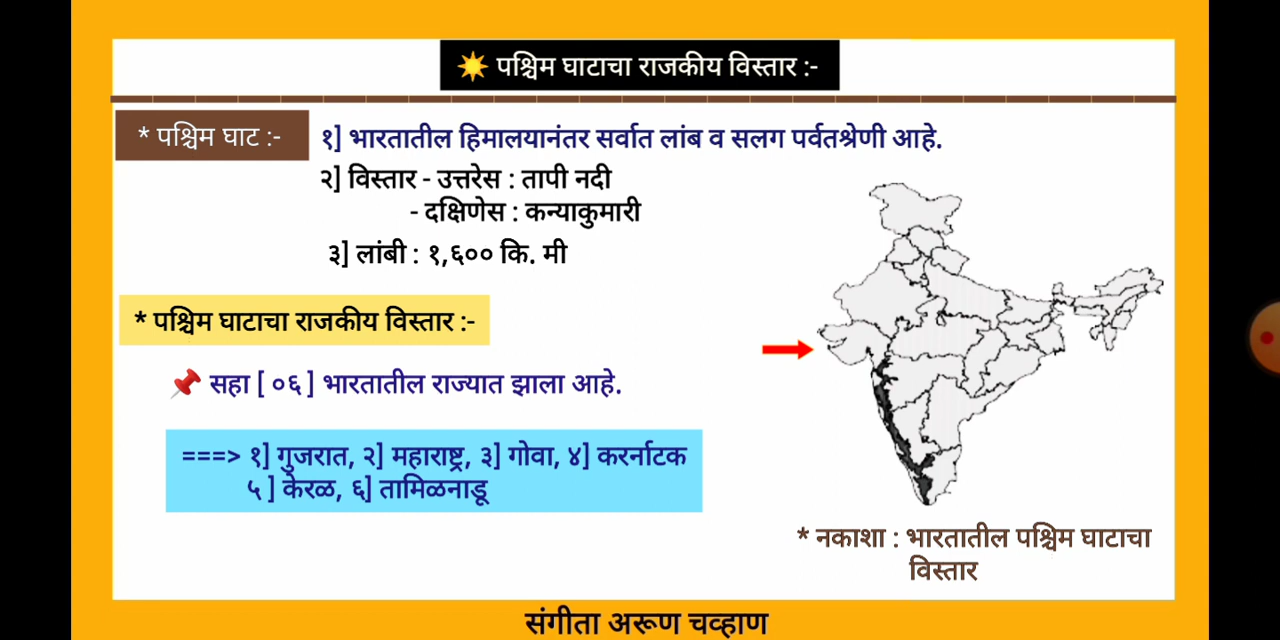 पश्चिम घाटाचा राजकीय विस्तार :-
* पश्चिम घाट :-
१] भारतातील हिमालयानंतर सर्वात लांब व सलग पर्वतश्रेणी आहे.
२] विस्तार - उत्तरेस : तापी नदी
- दक्षिणेस : कन्याकुमारी
३] लांबी : १,६०० कि. मी
* पश्चिम घाटाचा राजकीय विस्तार :-
सहा [ ०६ ] भारतातील राज्यात झाला आहे.
===> १] गुजरात, २] महाराष्ट्र, ३] गोवा, ४] करर्नाटक
५ ] केरळ, ६] तामिळनाडू
* नकाशा : भारतातील पश्चिम घाटाचा
विस्तार
संगीता अरूण चव्हाण